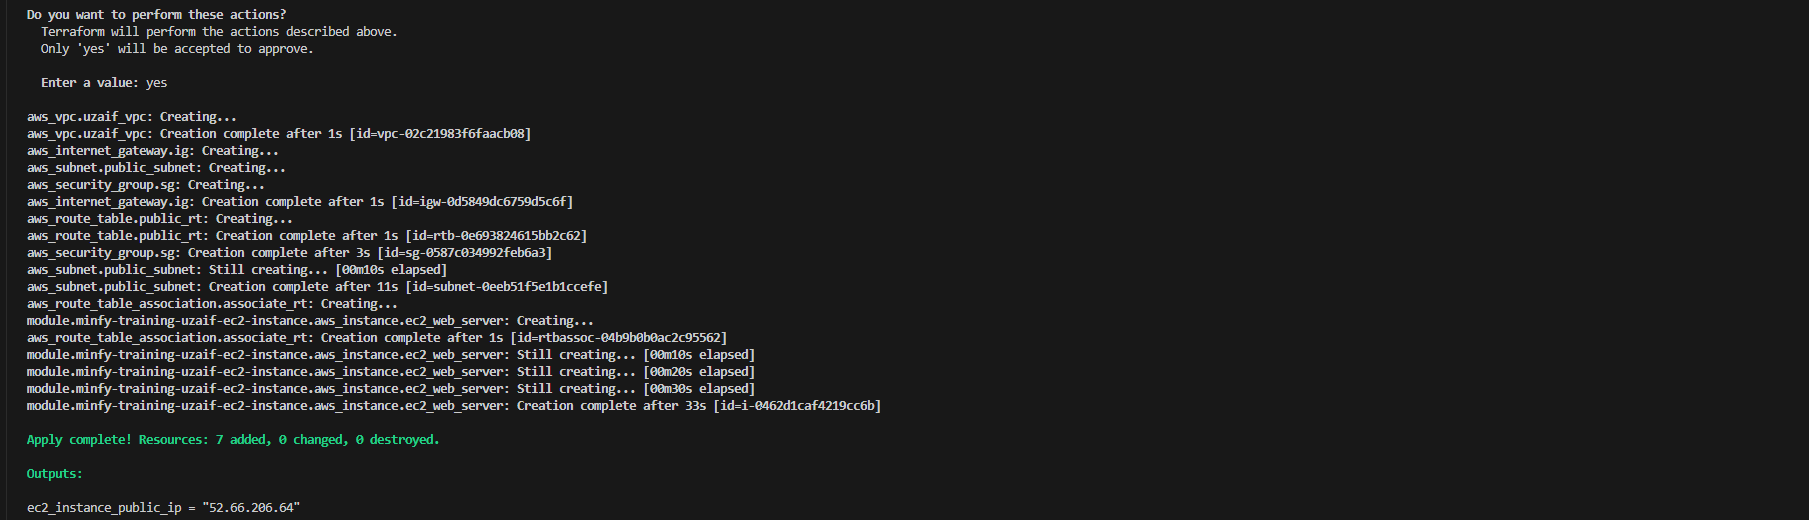 Do you want to perform these actions?
Terraform will perform the actions described above.
Only 'yes' will be accepted to approve.
Enter a value: yes
aws_vpc.uzaif_vpc: Creating...
aws_vpc.uzaif_vpc: Creation complete after 1s [id=vpc-02c21983f6faacb08]
aws_internet_gateway.ig: Creating...
aws_subnet.public_subnet: Creating...
aws_security_group.sg: Creating...
aws_internet_gateway.ig: Creation complete after 1s [id=igw-0d5849dc6759d5c6f]
aws_route_table.public_rt: Creating...
aws_route_table.public_rt: Creation complete after 1s [id=rtb-0e693824615bb2c62]
aws_security_group.sg: Creation complete after 3s [id=sg-0587c034992feb6a3]
aws_subnet.public_subnet: Still creating... [00m10s elapsed]
aws_subnet.public_subnet: Creation complete after 11s [id=subnet-0eeb51f5e1b1ccefe]
aws_route_table_association.associate_rt: Creating...
module.minfy-training-uzaif-ec2-instance.aws_instance.ec2_web_server: Creating...
aws_route_table_association.associate_rt: Creation complete after 1s [id=rtbassoc-04b9b0b0ac2c95562]
module.minfy-training-uzaif-ec2-instance.aws_instance.ec2_web_server: Still creating... [00m10s elapsed]
module.minfy-training-uzaif-ec2-instance.aws_instance.ec2_web_server: Still creating... [00m20s elapsed]
module.minfy-training-uzaif-ec2-instance.aws_instance.ec2_web_server: Still creating... [00m30s elapsed]
module.minfy-training-uzaif-ec2-instance.aws_instance.ec2_web_server: Creation complete after 33s [id=i-0462d1caf4219cc6b]
Apply complete! Resources: 7 added, 0 changed, 0 destroyed.
Outputs:
ec2_instance_public_ip = "52.66.206.64"